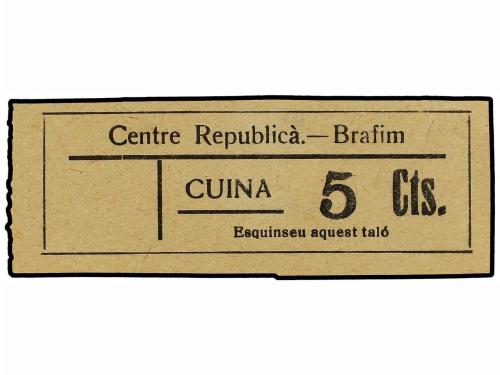 Centre Republicà.—Brafim
CUINA 5 Cts.
Esquinseu aquest taló